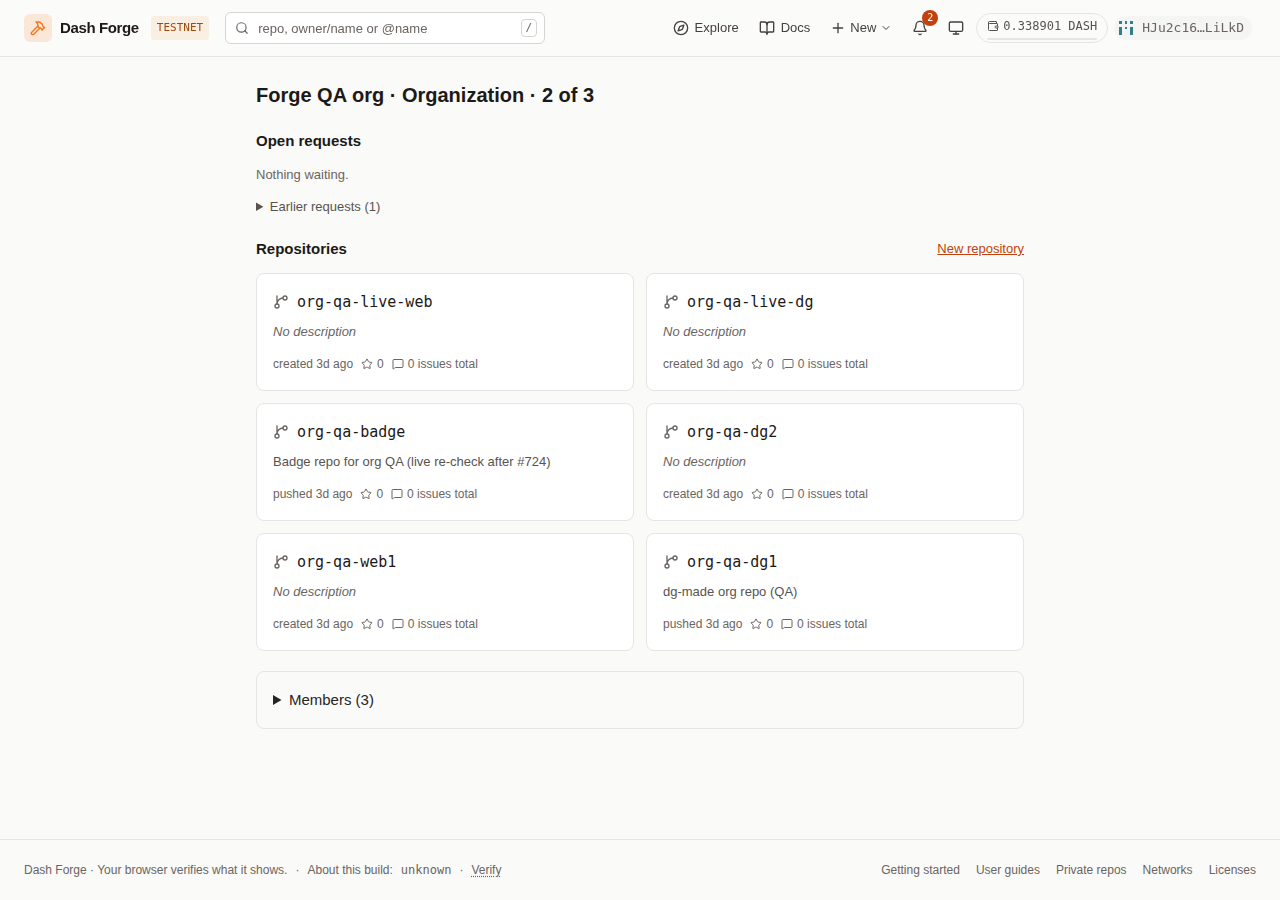 Dash Forge TESTNET repo, owner/name or @name / Explore Docs New 2 0.338901 DASH HJu2c16…LiLkD
Forge QA org · Organization · 2 of 3
Open requests
Nothing waiting.
Earlier requests (1)
Repositories New repository
org-qa-live-web
No description
created 3d ago 0 0 issues total
org-qa-live-dg
No description
created 3d ago 0 0 issues total
org-qa-badge
Badge repo for org QA (live re-check after #724)
pushed 3d ago 0 0 issues total
org-qa-dg2
No description
created 3d ago 0 0 issues total
org-qa-web1
No description
created 3d ago 0 0 issues total
org-qa-dg1
dg-made org repo (QA)
pushed 3d ago 0 0 issues total
Members (3)
Dash Forge · Your browser verifies what it shows. · About this build: unknown · Verify Getting started User guides Private repos Networks Licenses